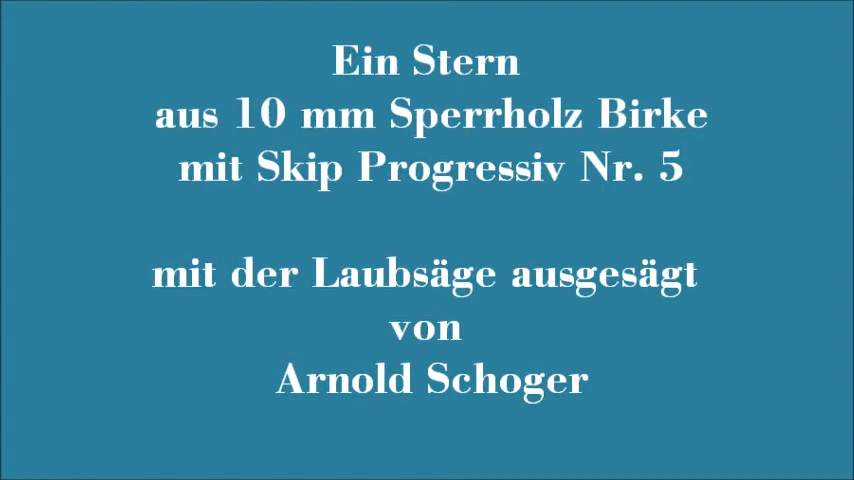 Ein Stern
aus 10 mm Sperrholz Birke
mit Skip Progressiv Nr. 5
mit der Laubsäge ausgesägt
von
Arnold Schoger